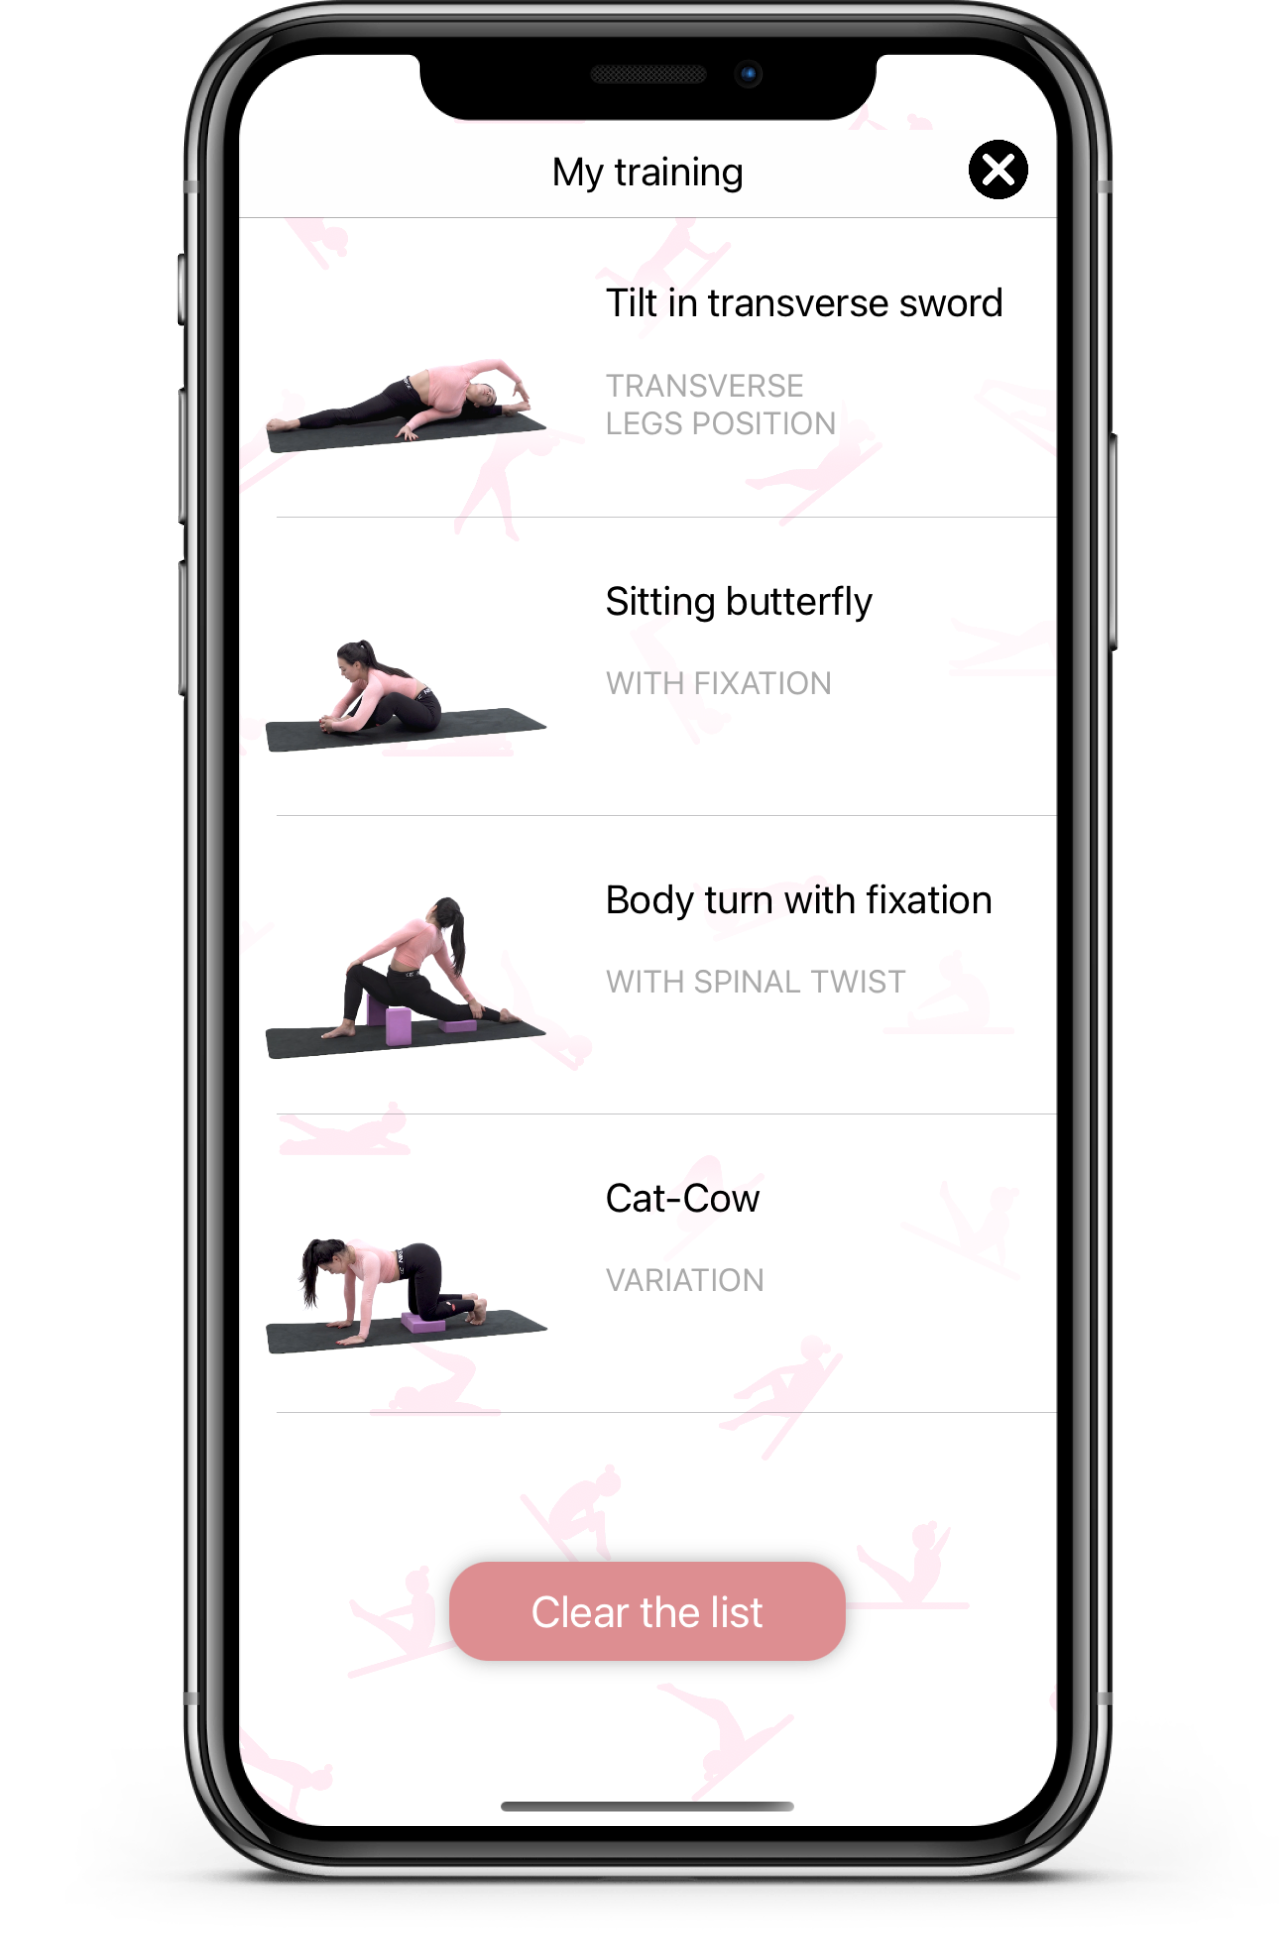 My training
Tilt in transverse sword
TRANSVERSE
LEGS POSITION
Sitting butterfly
WITH FIXATION
Body turn with fixation
WITH SPINAL TWIST
Cat-Cow
VARIATION
Clear the list